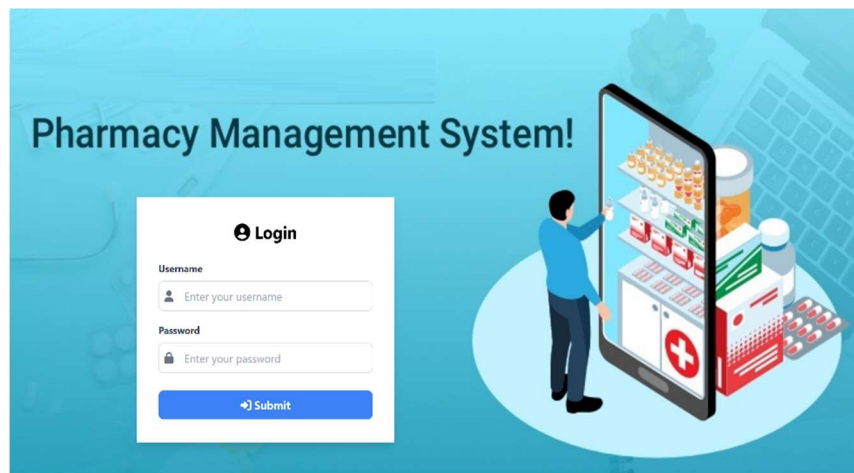 Pharmacy Management System!
Login
Username
Enter your username
Password
Enter your password
Submit